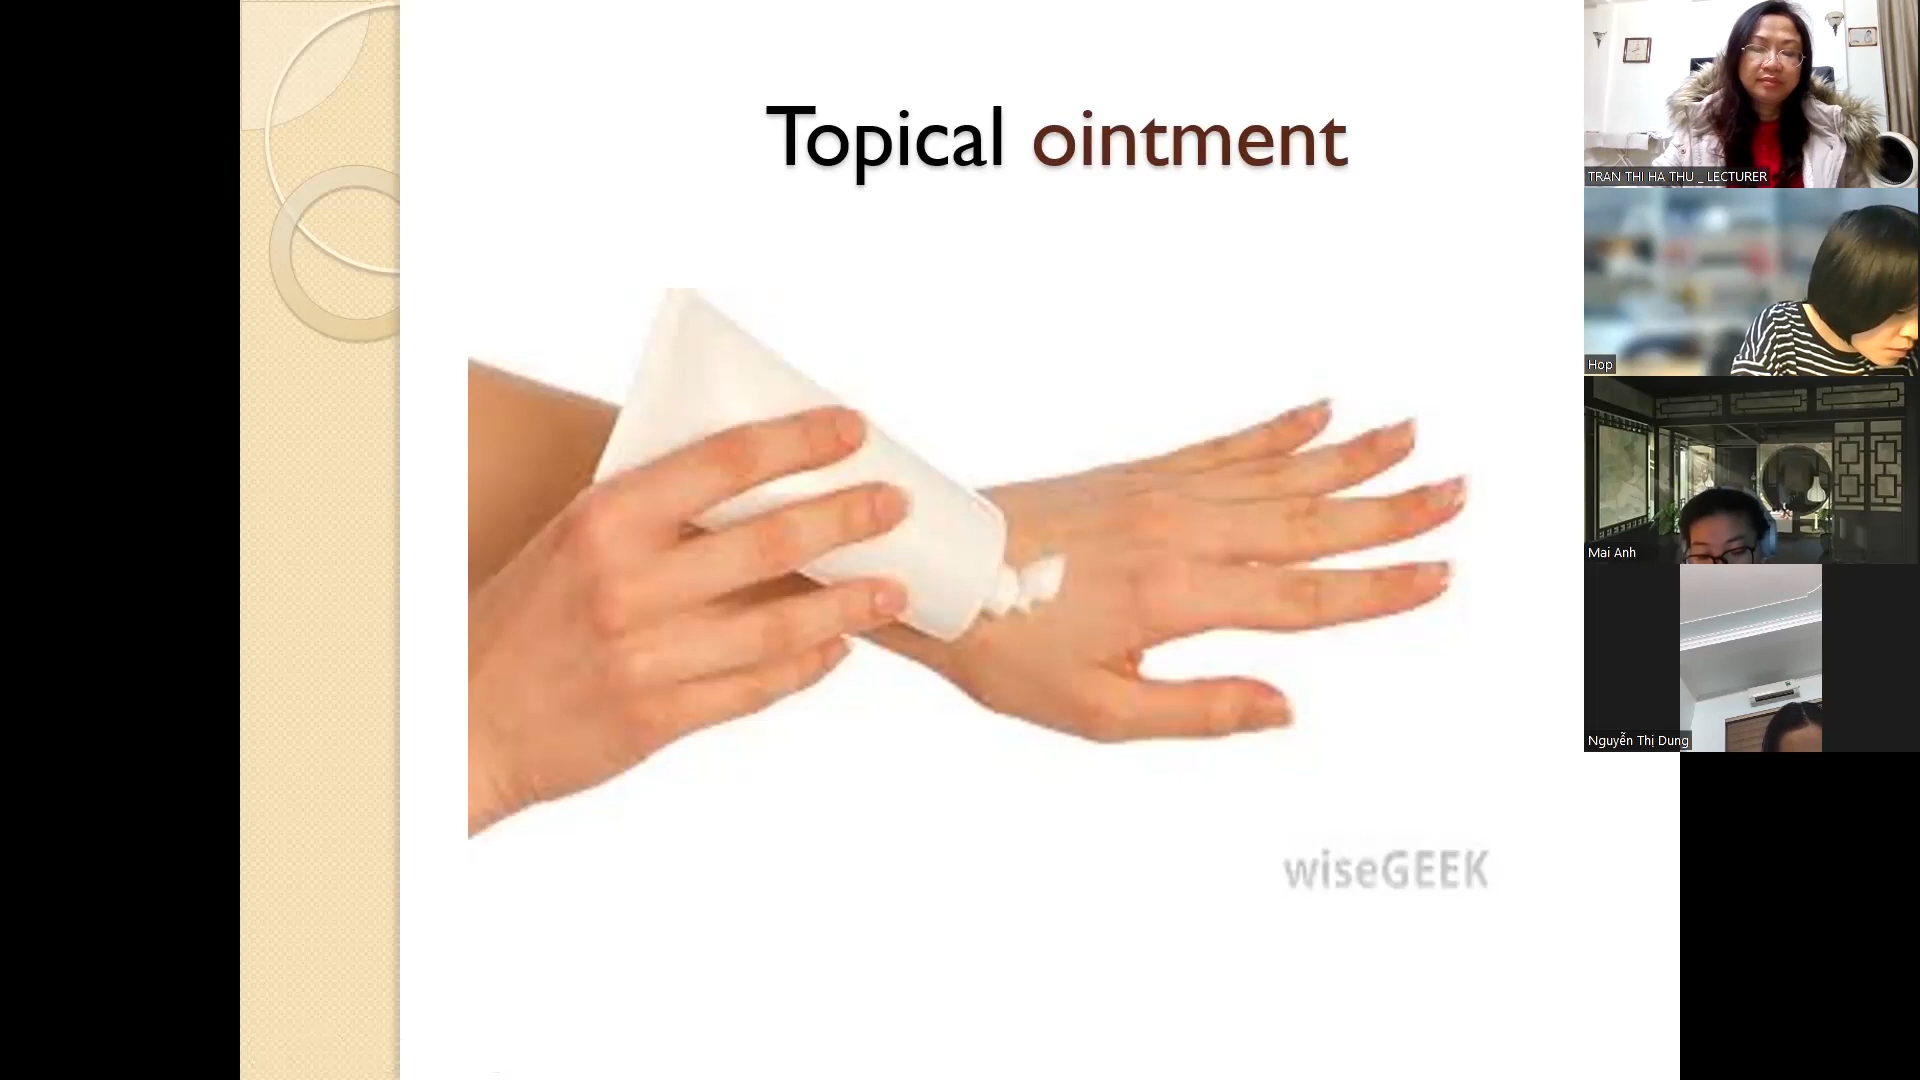 Topical ointment
wiseGEEK
TRAN THI HA THU _ LECTURER
Hop
Mai Anh
Nguyễn Thị Dung